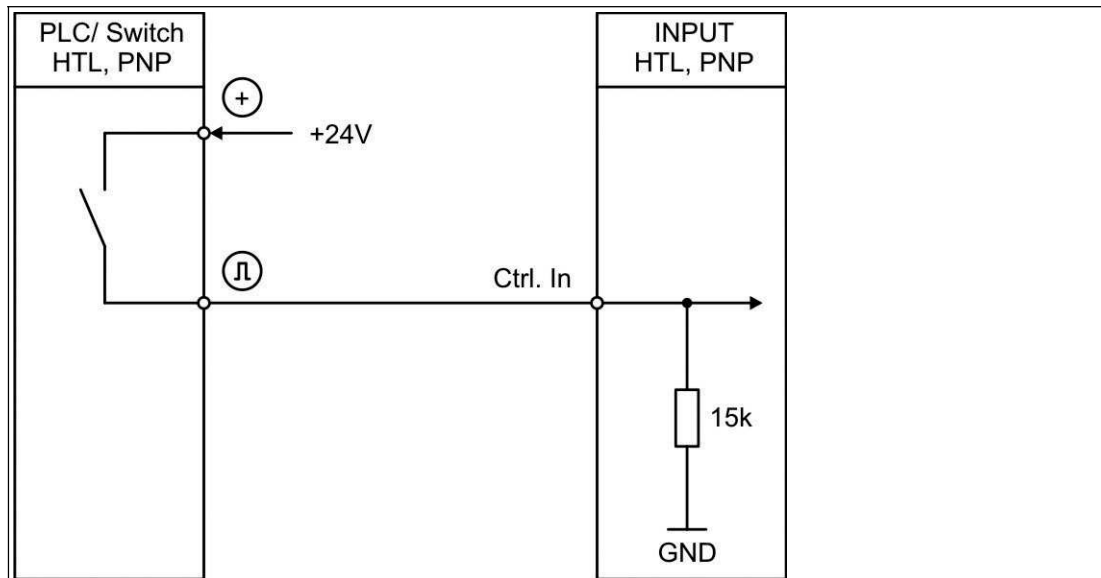 PLC/ Switch
HTL, PNP
INPUT
HTL, PNP
+
+24V
Ctrl. In
15k
GND